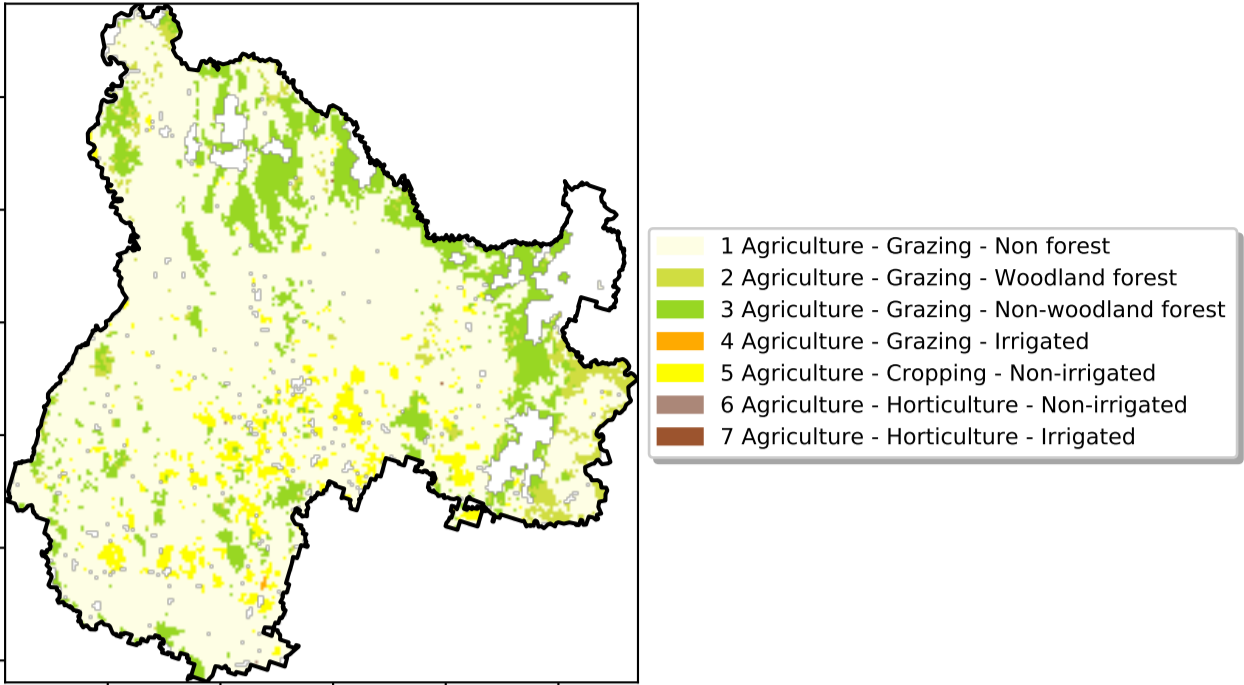 1 Agriculture - Grazing - Non forest
2 Agriculture - Grazing - Woodland forest
3 Agriculture - Grazing - Non-woodland forest
4 Agriculture - Grazing - Irrigated
5 Agriculture - Cropping - Non-irrigated
6 Agriculture - Horticulture - Non-irrigated
7 Agriculture - Horticulture - Irrigated